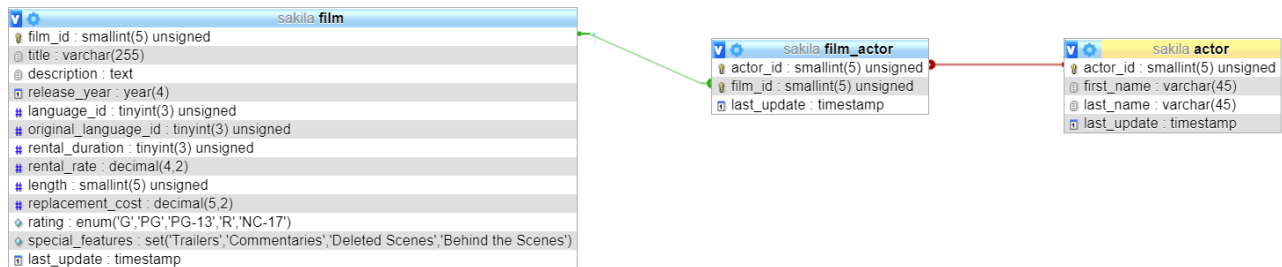 sakila film
film_id : smallint(5) unsigned
title : varchar(255)
description : text
release_year : year(4)
language_id : tinyint(3) unsigned
original_language_id : tinyint(3) unsigned
rental_duration : tinyint(3) unsigned
rental_rate : decimal(4,2)
length : smallint(5) unsigned
replacement_cost : decimal(5,2)
rating : enum('G','PG','PG-13','R','NC-17')
special_features : set('Trailers','Commentaries','Deleted Scenes','Behind the Scenes')
last_update : timestamp
sakila film_actor
actor_id : smallint(5) unsigned
film_id : smallint(5) unsigned
last_update : timestamp
sakila actor
actor_id : smallint(5) unsigned
first_name : varchar(45)
last_name : varchar(45)
last_update : timestamp